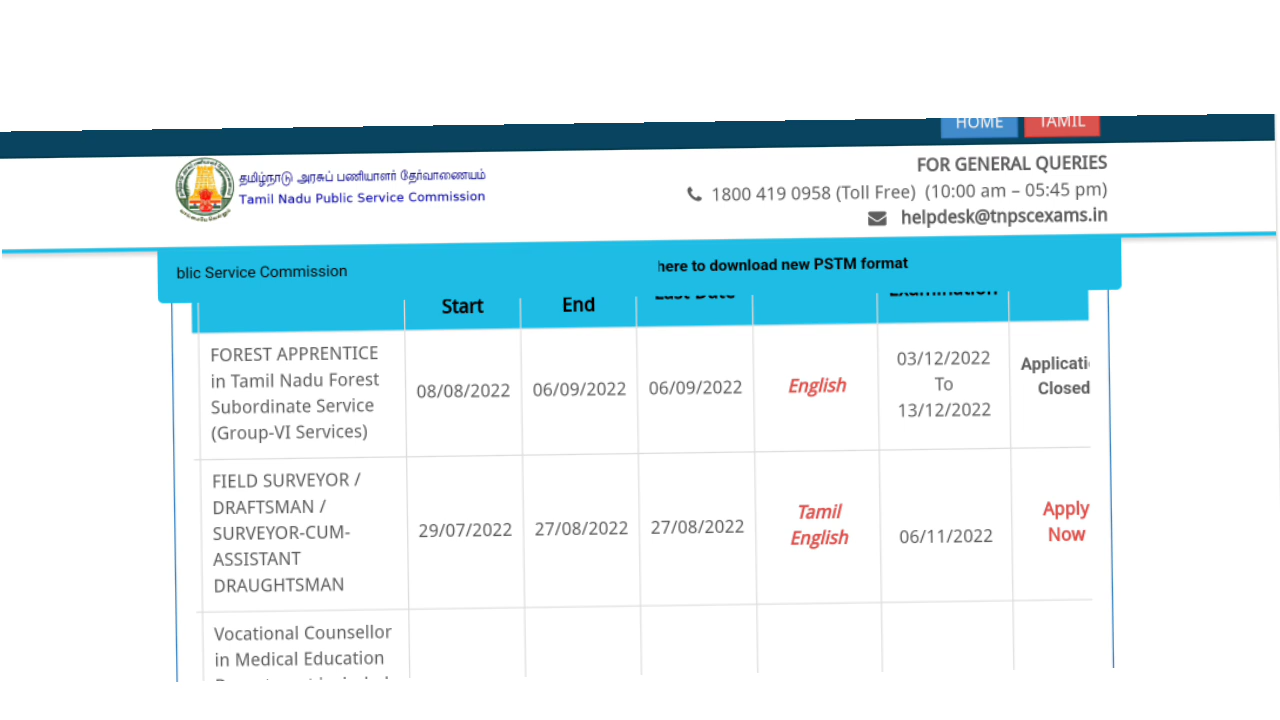 HOME TAMIL
தமிழ்நாடு அரசுப் பணியாளர் தேர்வாணையம்
Tamil Nadu Public Service Commission
FOR GENERAL QUERIES
1800 419 0958 (Toll Free) (10:00 am – 05:45 pm)
helpdesk@tnpscexams.in
blic Service Commission
here to download new PSTM format
Start
End
Last Date
Examination
FOREST APPRENTICE
in Tamil Nadu Forest
Subordinate Service
(Group-VI Services)
08/08/2022
06/09/2022
06/09/2022
English
03/12/2022
To
13/12/2022
Applicati
Closed
FIELD SURVEYOR /
DRAFTSMAN /
SURVEYOR-CUM-
ASSISTANT
DRAUGHTSMAN
29/07/2022
27/08/2022
27/08/2022
Tamil
English
06/11/2022
Apply
Now
Vocational Counsellor
in Medical Education